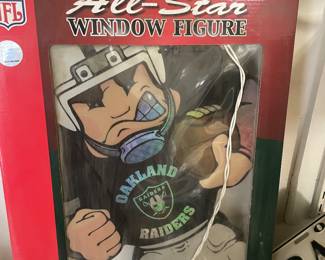 NFL
All-Star
WINDOW FIGURE
OAKLAND
RAIDERS
RAIDERS